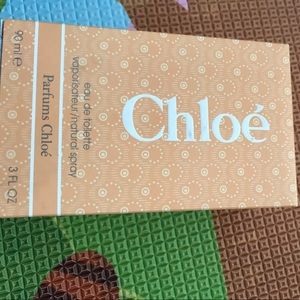 Chloé
eau de toilette
vaporisateur/natural spray
Parfums Chloé
90 ml e
3 FL OZ